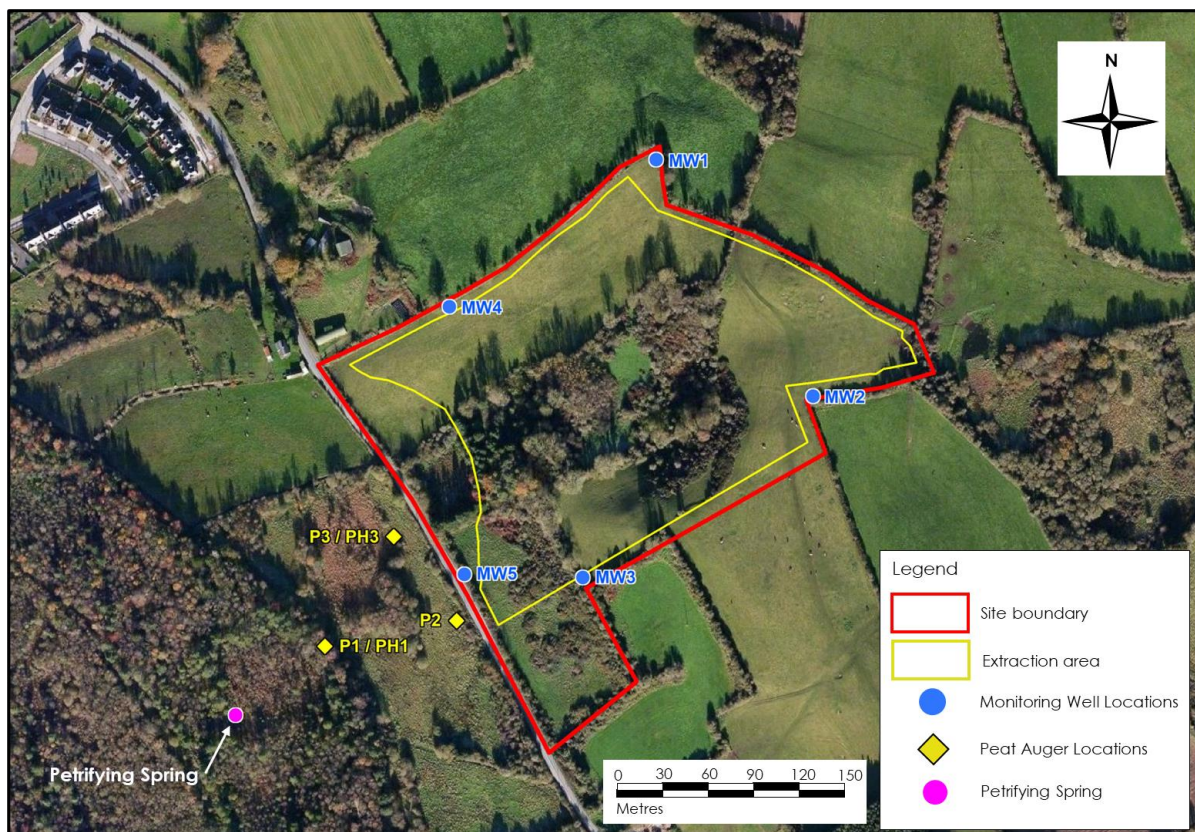 N
MW1
MW4
MW2
P3 / PH3
MW5
MW3
P2
P1 / PH1
Petrifying Spring
Legend
Site boundary
Extraction area
Monitoring Well Locations
Peat Auger Locations
Petrifying Spring
0 30 60 90 120 150
Metres